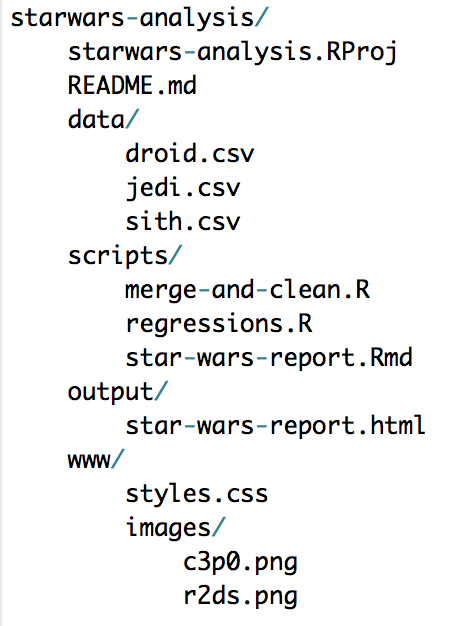 starwars-analysis/
    starwars-analysis.RProj
    README.md
    data/
        droid.csv
        jedi.csv
        sith.csv
    scripts/
        merge-and-clean.R
        regressions.R
        star-wars-report.Rmd
    output/
        star-wars-report.html
    www/
        styles.css
        images/
            c3p0.png
            r2ds.png